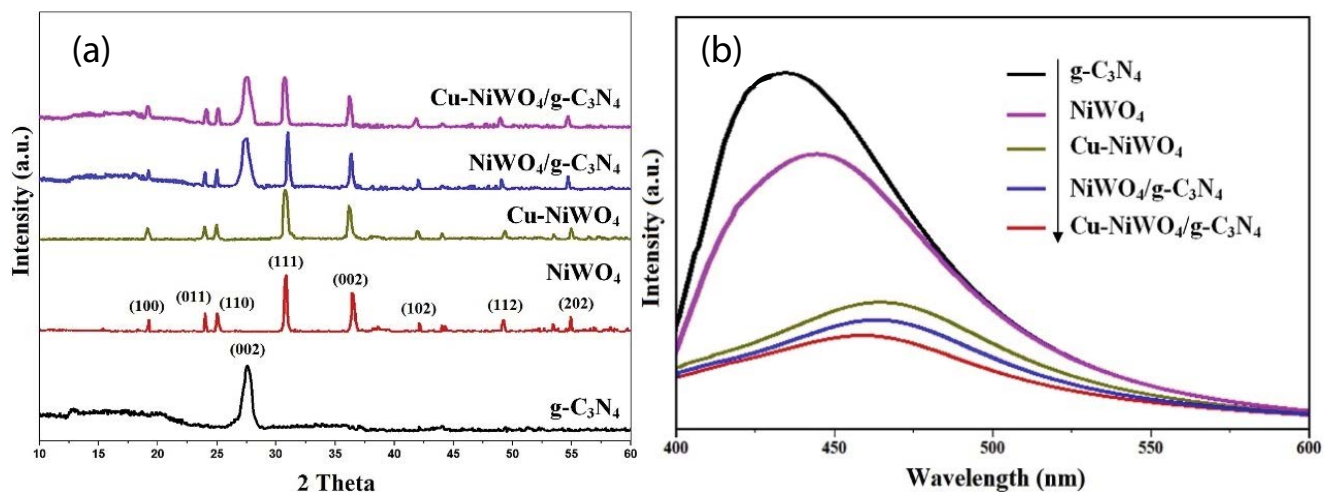 (a)
Cu-NiWO₄/g-C₃N₄
NiWO₄/g-C₃N₄
Cu-NiWO₄
NiWO₄
(100)
(011)
(110)
(111)
(002)
(102)
(112)
(202)
(002)
g-C₃N₄
Intensity (a.u.)
10 15 20 25 30 35 40 45 50 55 60
2 Theta
(b)
g-C₃N₄
NiWO₄
Cu-NiWO₄
NiWO₄/g-C₃N₄
Cu-NiWO₄/g-C₃N₄
Intensity (a.u.)
400 450 500 550 600
Wavelength (nm)